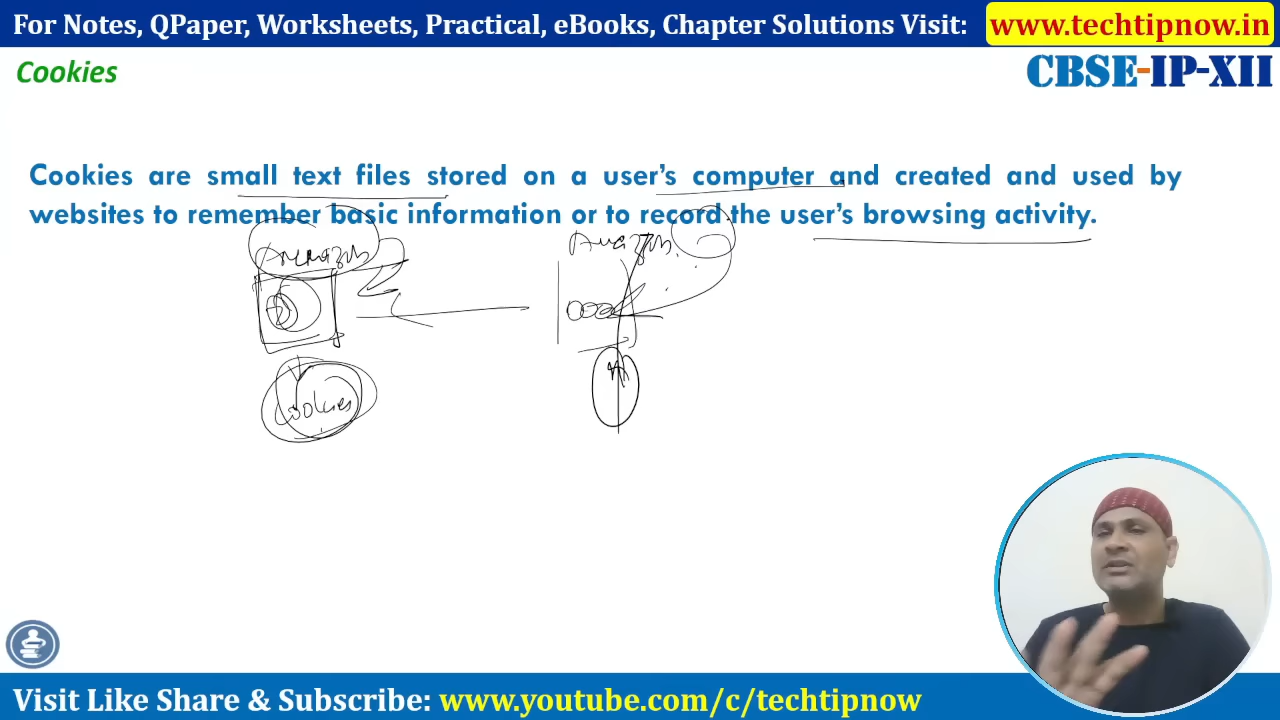 For Notes, QPaper, Worksheets, Practical, eBooks, Chapter Solutions Visit: www.techtipnow.in
Cookies
CBSE-IP-XII
Cookies are small text files stored on a user's computer and created and used by
websites to remember basic information or to record the user's browsing activity.
Amazon Amazon
Cookies
Visit Like Share & Subscribe: www.youtube.com/c/techtipnow